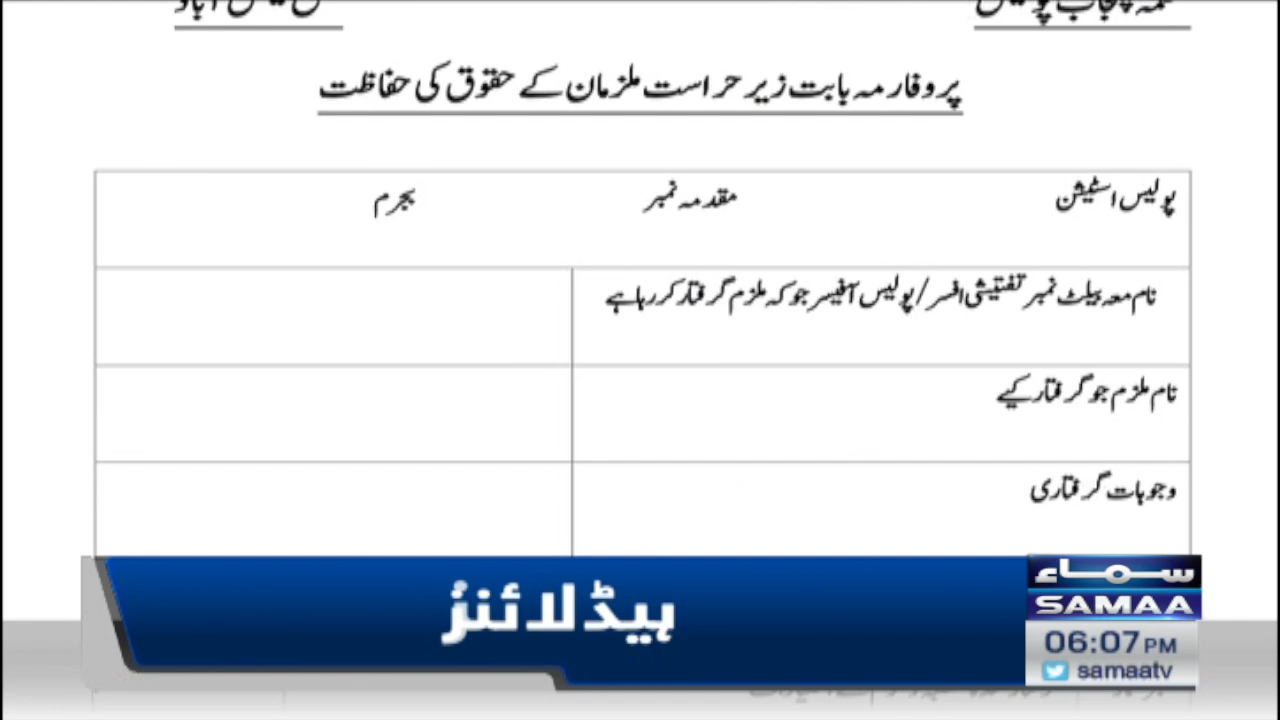 پروفارمہ بابت زیر حراست ملزمان کے حقوق کی حفاظت
پولیس اسٹیشن مقدمہ نمبر بجرم
نام معہ بیلٹ نمبر تفتیشی افسر/پولیس آفیسر جو کہ ملزم گرفتار کر رہا ہے
نام ملزم جو گرفتار کیے
وجوہات گرفتاری
ہیڈلائنز
سماء
SAMAA
06:07 PM
samaatv